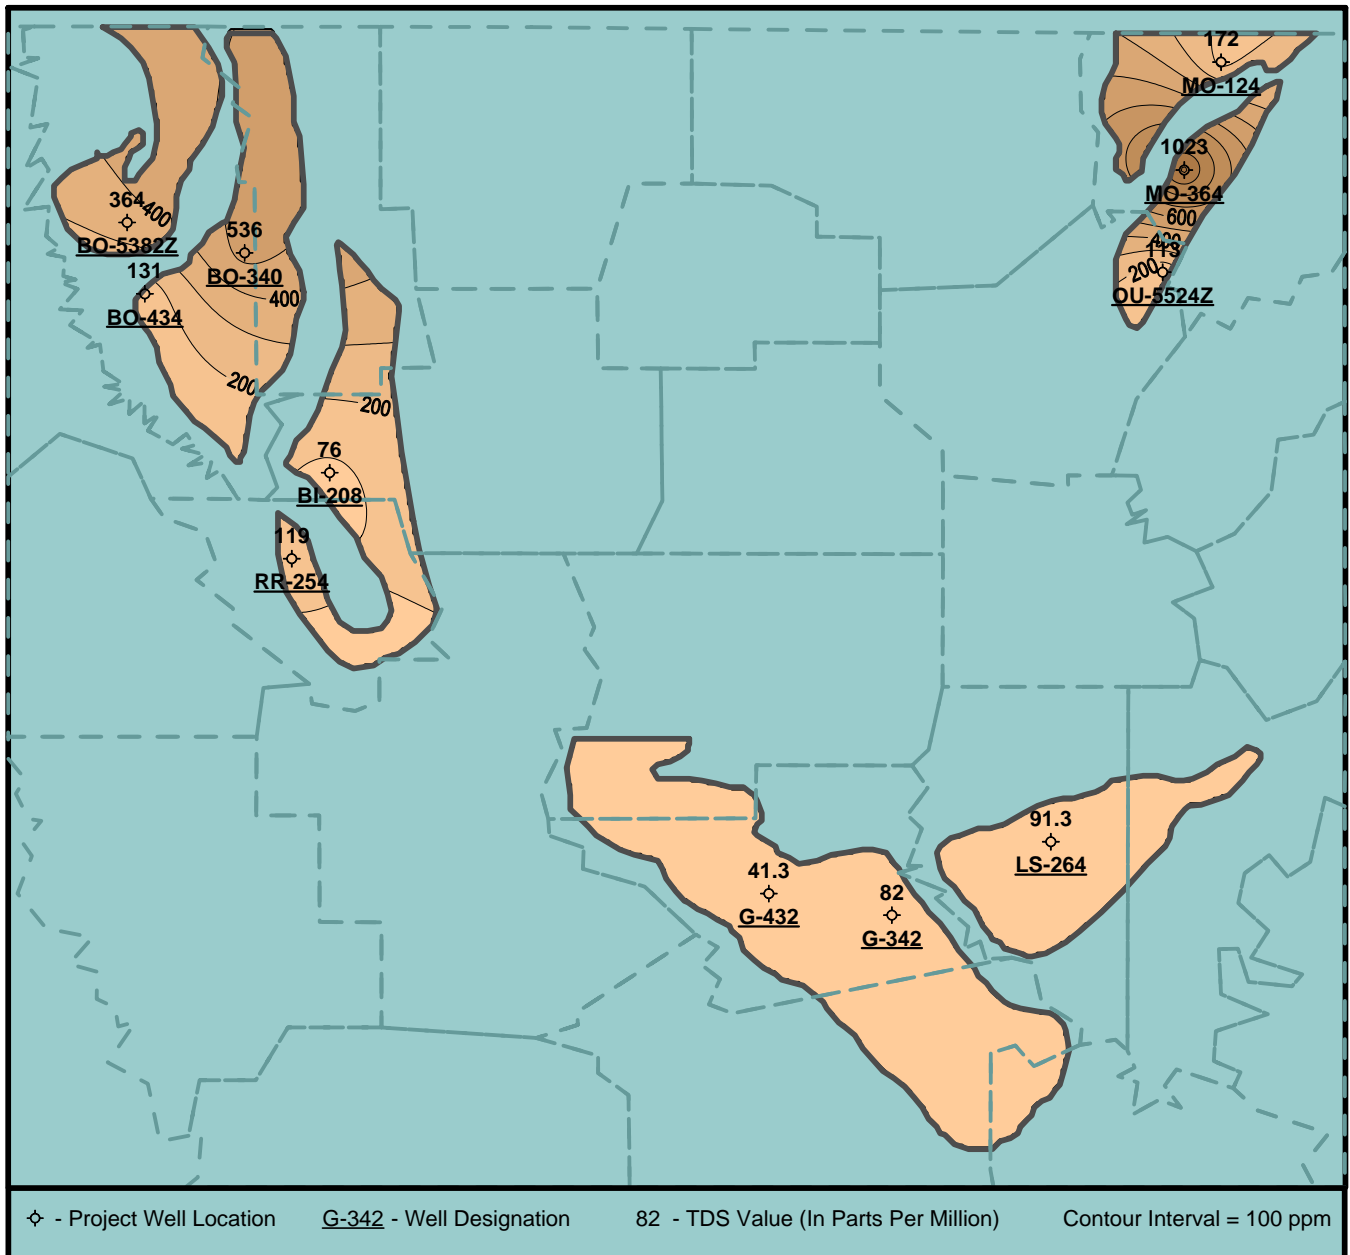 172
MO-124
1023
MO-364
600
400
113
200
OU-5524Z
364
400
BO-5382Z
536
BO-340
131
BO-434
400
200
200
76
BI-208
119
RR-254
91.3
LS-264
41.3
G-432
82
G-342
- Project Well Location G-342 - Well Designation 82 - TDS Value (In Parts Per Million) Contour Interval = 100 ppm